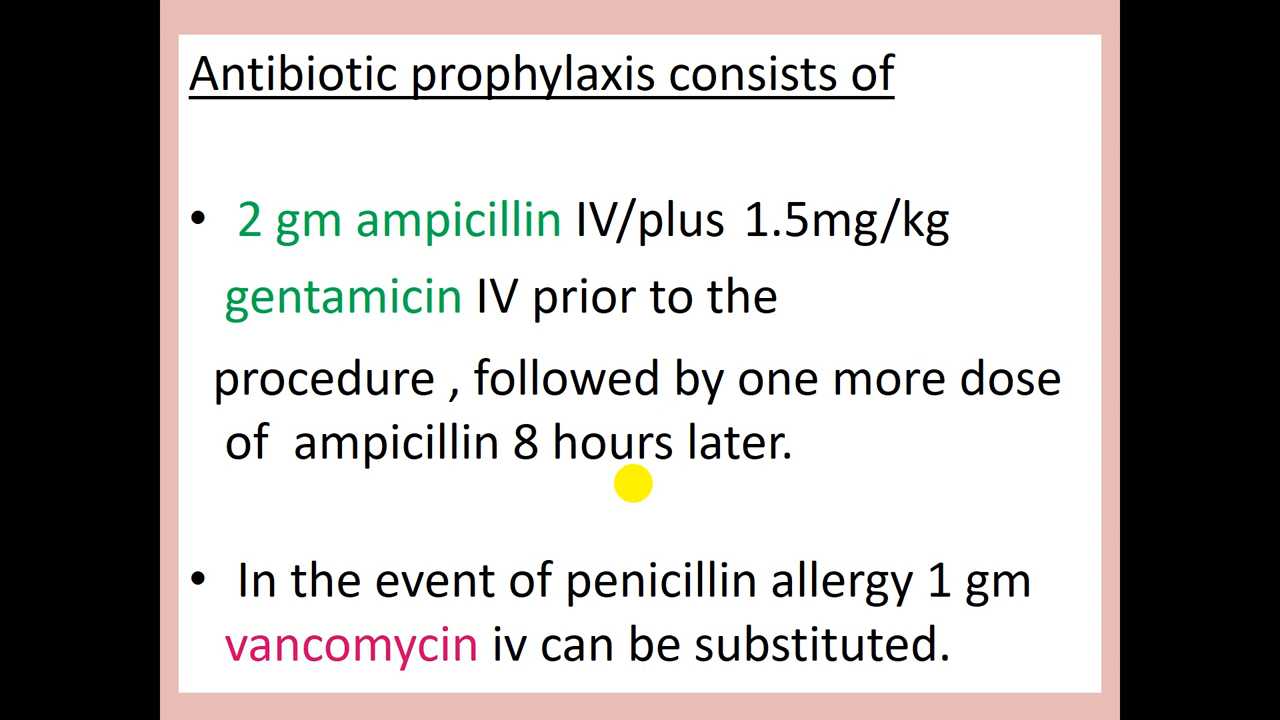 Antibiotic prophylaxis consists of
• 2 gm ampicillin IV/plus 1.5mg/kg
gentamicin IV prior to the
procedure , followed by one more dose
of ampicillin 8 hours later.
• In the event of penicillin allergy 1 gm
vancomycin iv can be substituted.